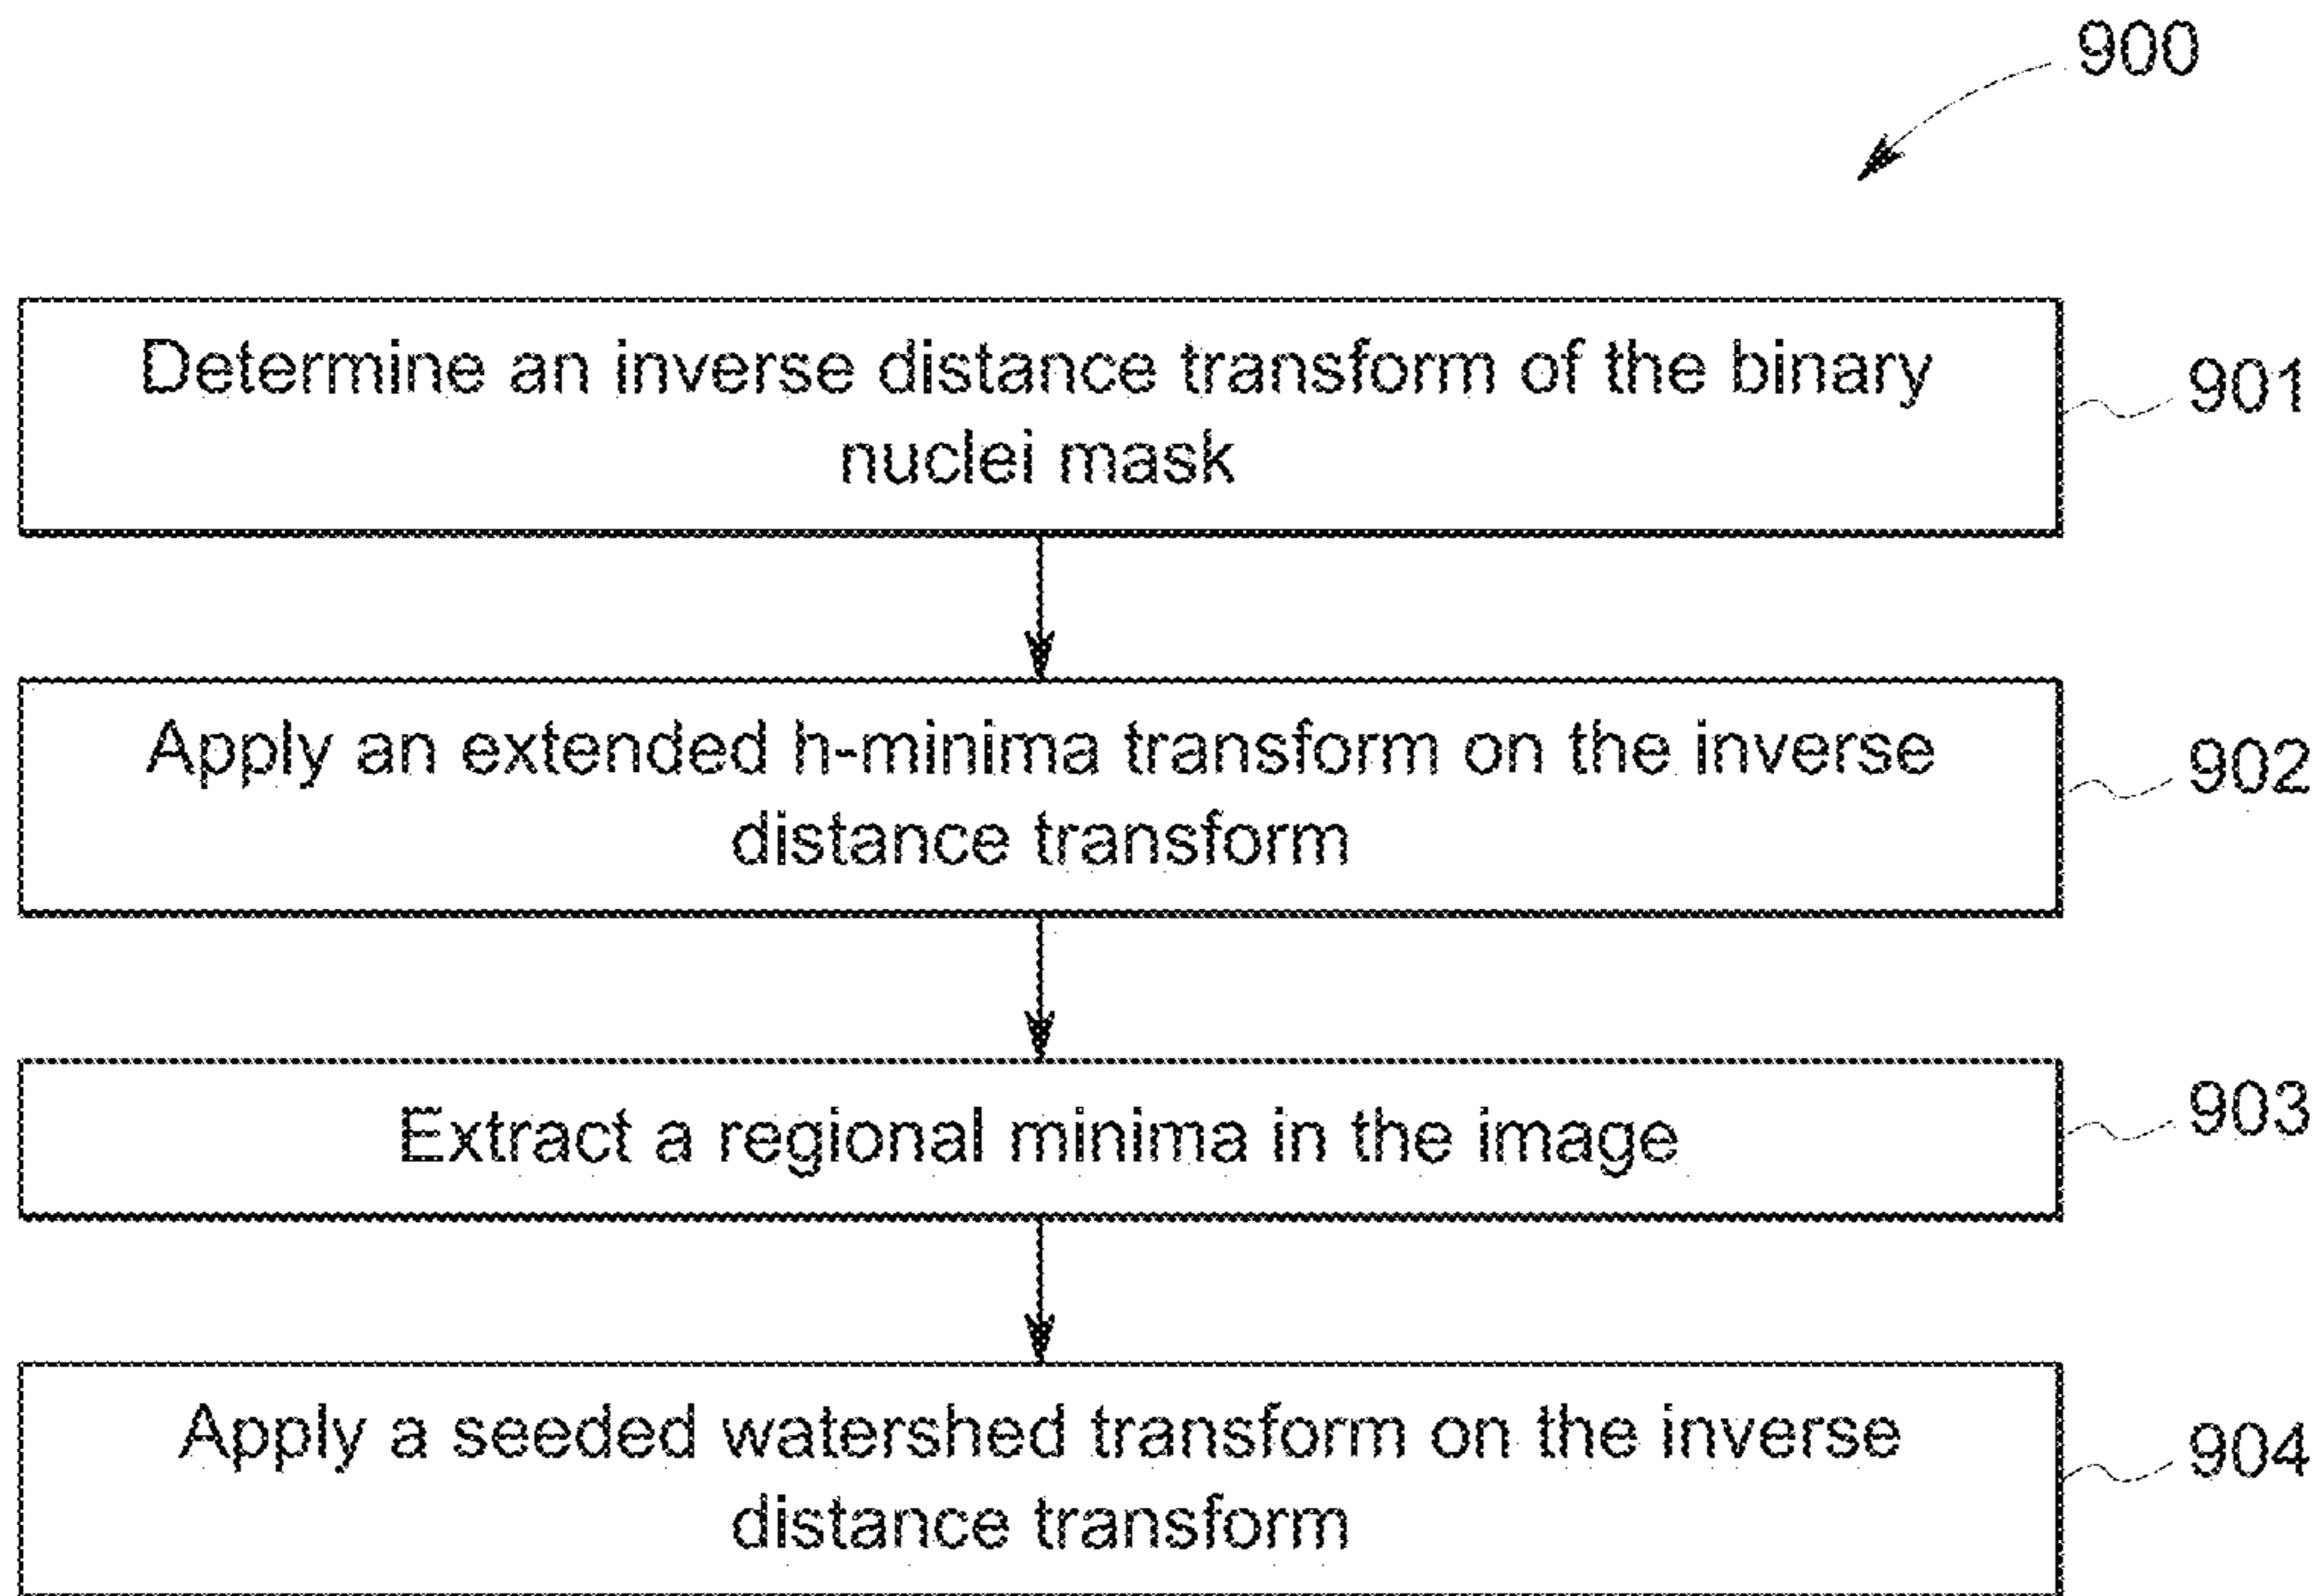 900
Determine an inverse distance transform of the binary
nuclei mask
901
Apply an extended h-minima transform on the inverse
distance transform
902
Extract a regional minima in the image
903
Apply a seeded watershed transform on the inverse
distance transform
904